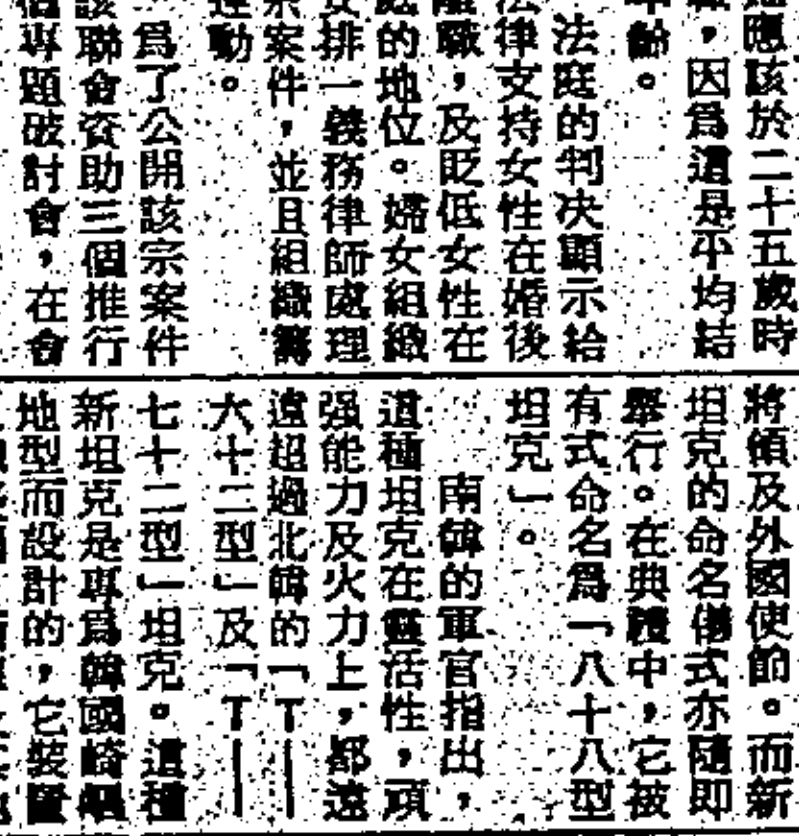 應該於二十五歲時
，因爲這是平均結
年齡。
法庭的判决顯示給
法律支持女性在婚後
離職，及貶低女性在
庭的地位。婦女組織
安排一義務律師處理
案件，並且組織籌
運動。
爲了公開該宗案件
該聯會資助三個推行
個專題研討會，在會
將領及外國使節。而新
坦克的命名儀式亦隨即
舉行。在典禮中，它被
有式命名爲「八十八型
坦克」。
南韓的軍官指出，
這種坦克在靈活性，頑
强能力及火力上，都遠
遠超過北韓的「T——
六十二型」及「T——
七十二型」坦克。這種
新坦克是專爲韓國崎嶇
地型而設計的，它裝置